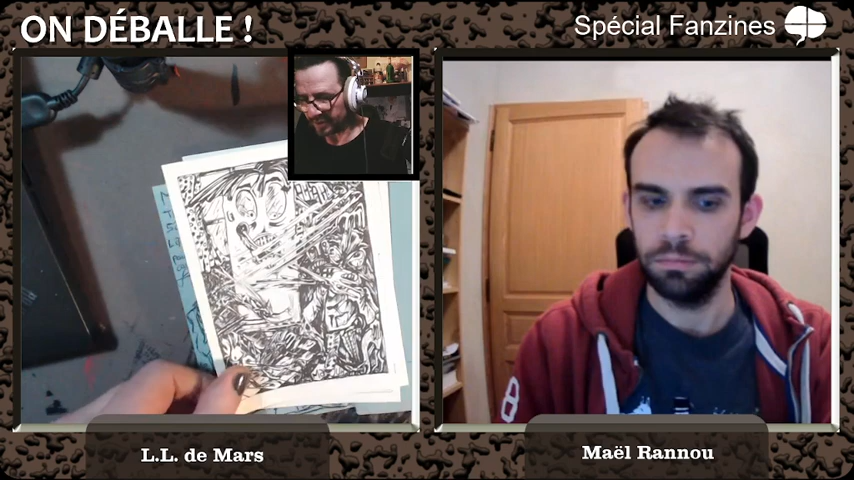 ON DÉBALLE !
Spécial Fanzines
L.L. de Mars
Maël Rannou